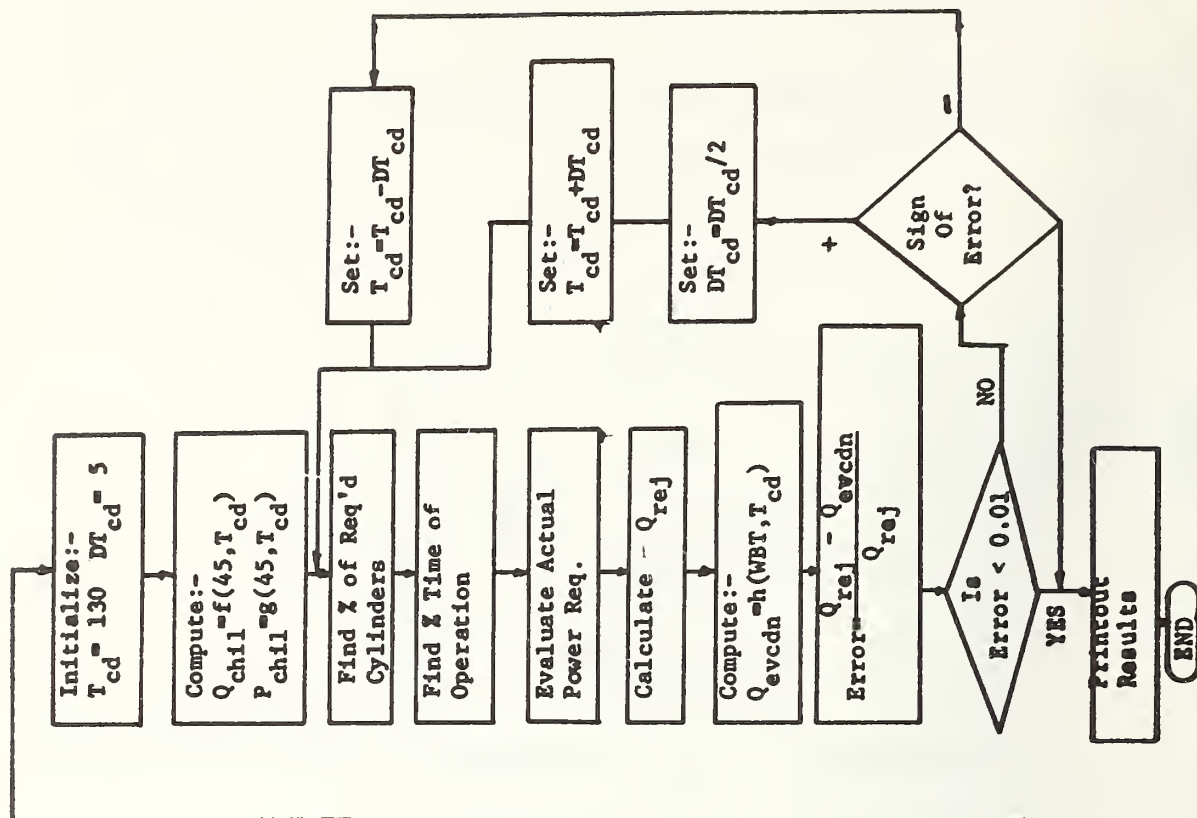 Initialize:-
T_cd = 130 DT_cd = 5
Compute:-
Q_chil=f(45,T_cd)
P_chil=g(45,T_cd)
Find % of Req'd
Cylinders
Find % Time of
Operation
Evaluate Actual
Power Req.
Calculate - Q_rej
Compute:-
Q_evcdn=h(WBT,T_cd)
Error= Q_rej - Q_evcdn
Q_rej
Is
Error < 0.01
NO
YES
Printout
Results
END
Set:-
T_cd=T_cd-DT_cd
Set:-
T_cd=T_cd+DT_cd
Set:-
DT_cd=DT_cd/2
+
Sign
Of
Error?
-